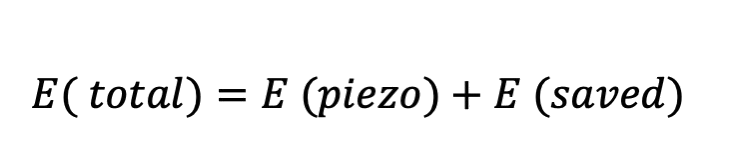 E( total) = E (piezo) + E (saved)